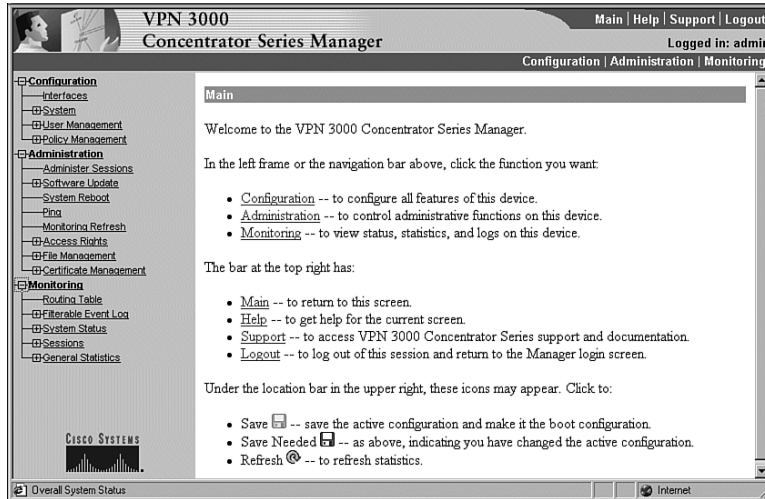 VPN 3000
Concentrator Series Manager
Main | Help | Support | Logout
Logged in: admi
Configuration | Administration | Monitoring
Configuration
Interfaces
System
User Management
Policy Management
Administration
Administer Sessions
Software Update
System Reboot
Ping
Monitoring Refresh
Access Rights
File Management
Certificate Management
Monitoring
Routing Table
Filterable Event Log
System Status
Sessions
General Statistics
CISCO SYSTEMS
Main
Welcome to the VPN 3000 Concentrator Series Manager.
In the left frame or the navigation bar above, click the function you want:
• Configuration -- to configure all features of this device.
• Administration -- to control administrative functions on this device.
• Monitoring -- to view status, statistics, and logs on this device.
The bar at the top right has:
• Main -- to return to this screen.
• Help -- to get help for the current screen.
• Support -- to access VPN 3000 Concentrator Series support and documentation.
• Logout -- to log out of this session and return to the Manager login screen.
Under the location bar in the upper right, these icons may appear. Click to:
• Save -- save the active configuration and make it the boot configuration.
• Save Needed -- as above, indicating you have changed the active configuration.
• Refresh -- to refresh statistics.
Overall System Status
Internet